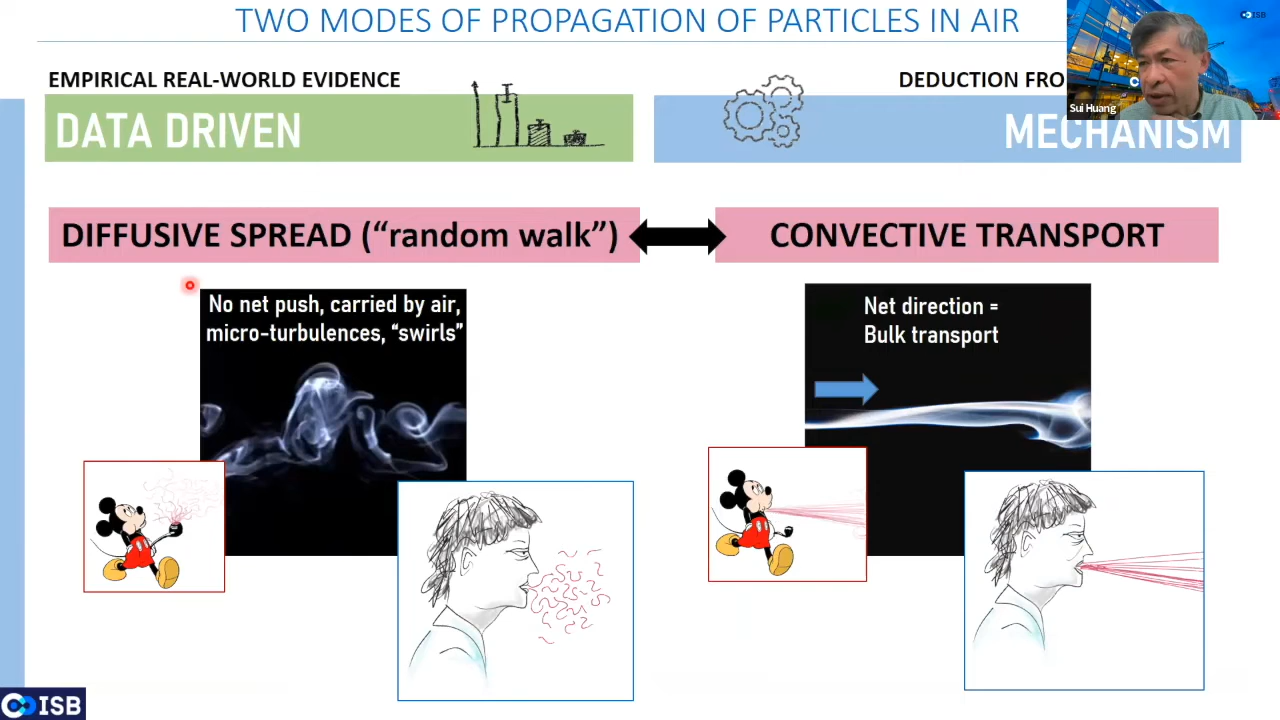 TWO MODES OF PROPAGATION OF PARTICLES IN AIR
ISB
EMPIRICAL REAL-WORLD EVIDENCE
DEDUCTION FRO
Sui Huang
DATA DRIVEN
MECHANISM
DIFFUSIVE SPREAD (“random walk”)
CONVECTIVE TRANSPORT
No net push, carried by air,
micro-turbulences, “swirls”
Net direction =
Bulk transport
ISB